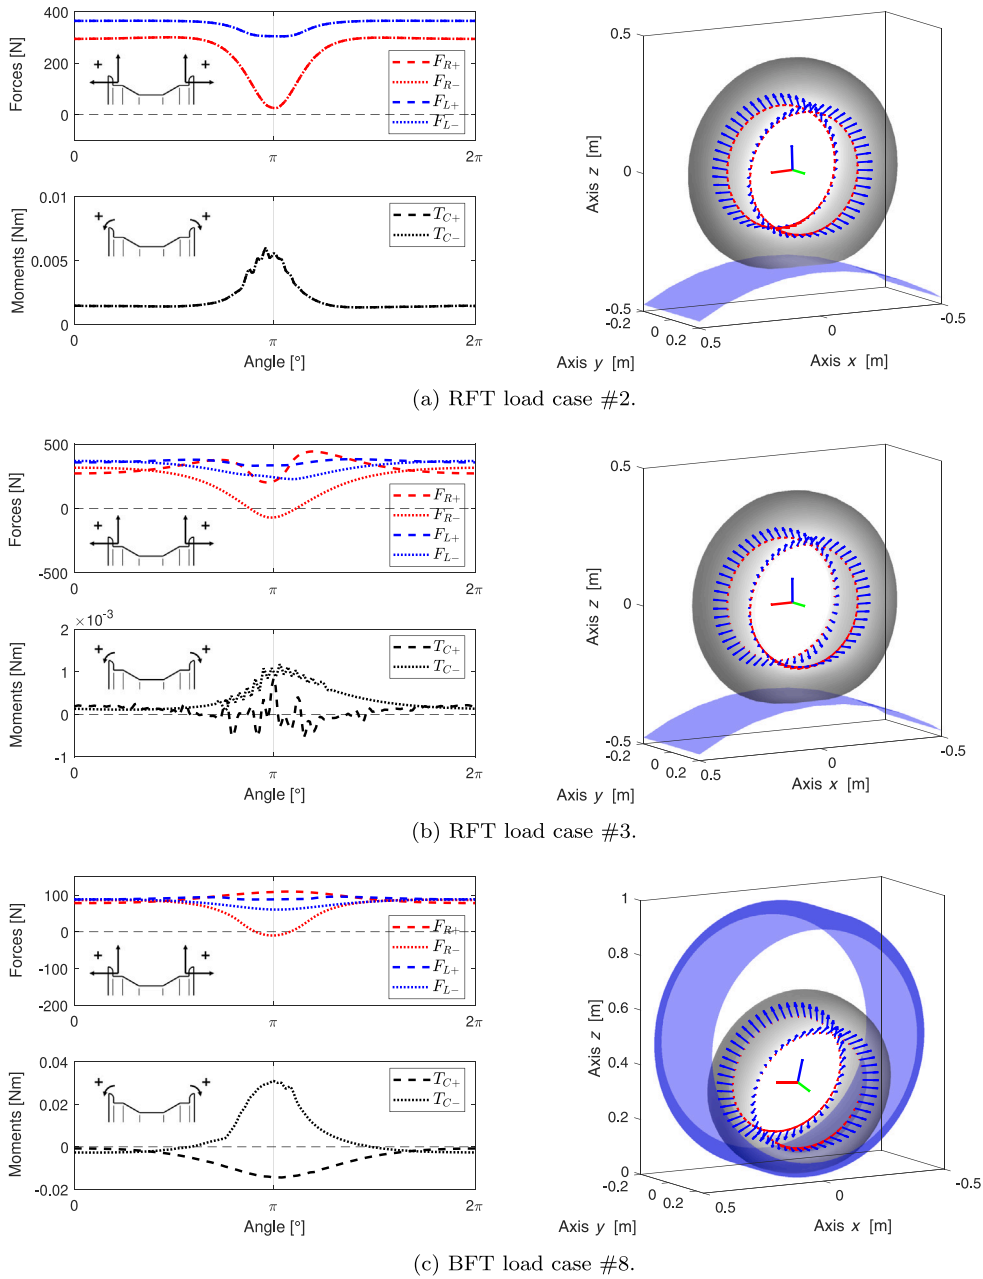 Forces [N]
400
200
0
+ +
F_{R+}
F_{R−}
F_{L+}
F_{L−}
0 π 2π
Moments [Nm]
0.01
0.005
0
+ +
T_{C+}
T_{C−}
0 π 2π
Angle [°]
Axis z [m]
0.5
0
-0.5
-0.2
0
0.2
0.5
0
-0.5
Axis y [m]
Axis x [m]
(a) RFT load case #2.
Forces [N]
500
0
-500
+ +
F_{R+}
F_{R−}
F_{L+}
F_{L−}
0 π 2π
×10^{-3}
Moments [Nm]
2
1
0
-1
+ +
T_{C+}
T_{C−}
0 π 2π
Angle [°]
Axis z [m]
0.5
0
-0.5
-0.2
0
0.2
0.5
0
-0.5
Axis y [m]
Axis x [m]
(b) RFT load case #3.
Forces [N]
100
0
-100
-200
+ +
F_{R+}
F_{R−}
F_{L+}
F_{L−}
0 π 2π
Moments [Nm]
0.04
0.02
0
-0.02
+ +
T_{C+}
T_{C−}
0 π 2π
Angle [°]
Axis z [m]
1
0.8
0.6
0.4
0.2
0
-0.2
0
0.2
0.5
0
-0.5
Axis y [m]
Axis x [m]
(c) BFT load case #8.